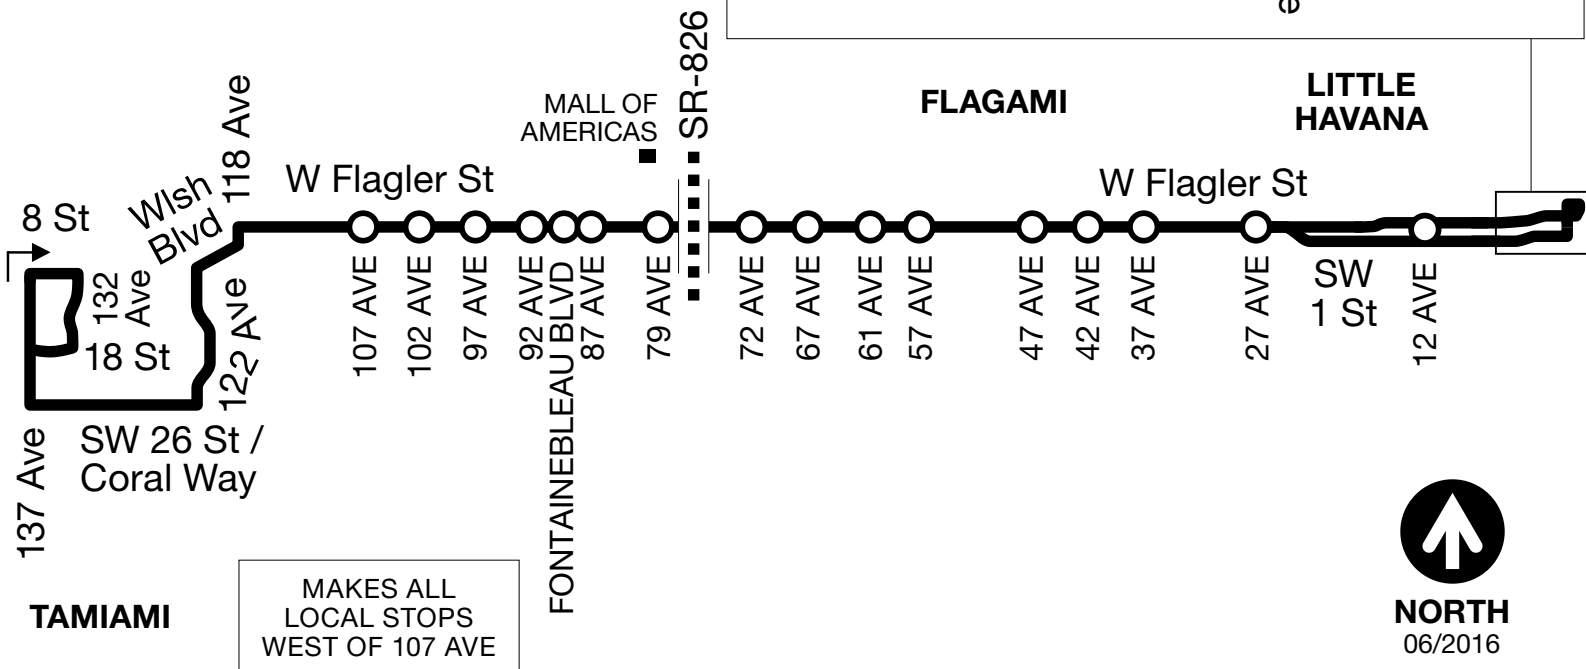 e
SR-826
118 Ave
MALL OF
AMERICAS
FLAGAMI
LITTLE
HAVANA
W Flagler St
W Flagler St
8 St
Wlsh
Blvd
132
Ave
18 St
122 Ave
107 AVE
102 AVE
97 AVE
92 AVE
FONTAINEBLEAU BLVD
87 AVE
79 AVE
72 AVE
67 AVE
61 AVE
57 AVE
47 AVE
42 AVE
37 AVE
27 AVE
SW
1 St
12 AVE
137 Ave
SW 26 St /
Coral Way
TAMIAMI
MAKES ALL
LOCAL STOPS
WEST OF 107 AVE
NORTH
06/2016